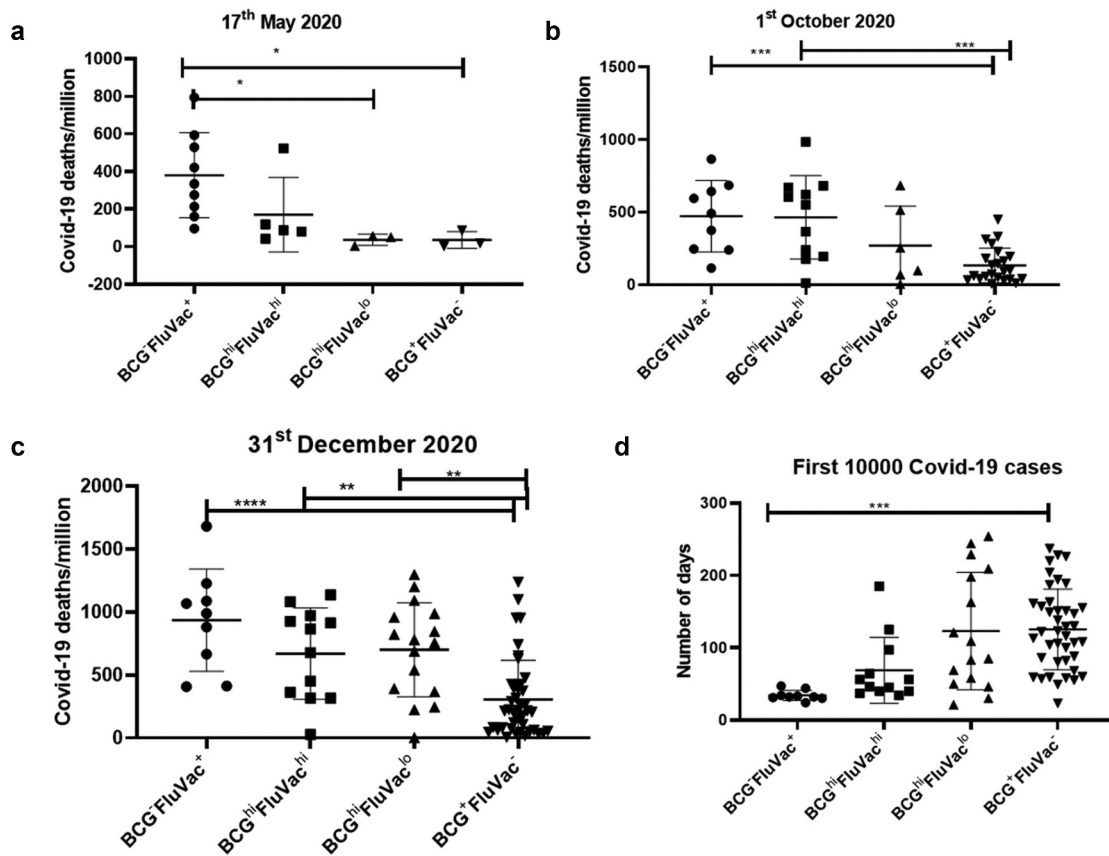 a
17th May 2020
Covid-19 deaths/million
1000
800
600
400
200
0
-200
*
*
BCG-FluVac+
BCGhiFluVachi
BCGhiFluVaclo
BCG+FluVac-
b
1st October 2020
Covid-19 deaths/million
1500
1000
500
0
***
***
BCG-FluVac+
BCGhiFluVachi
BCGhiFluVaclo
BCG+FluVac-
c
31st December 2020
Covid-19 deaths/million
2000
1500
1000
500
0
**
**
****
BCG-FluVac+
BCGhiFluVachi
BCGhiFluVaclo
BCG+FluVac-
d
First 10000 Covid-19 cases
Number of days
300
200
100
0
***
BCG-FluVac+
BCGhiFluVachi
BCGhiFluVaclo
BCG+FluVac-